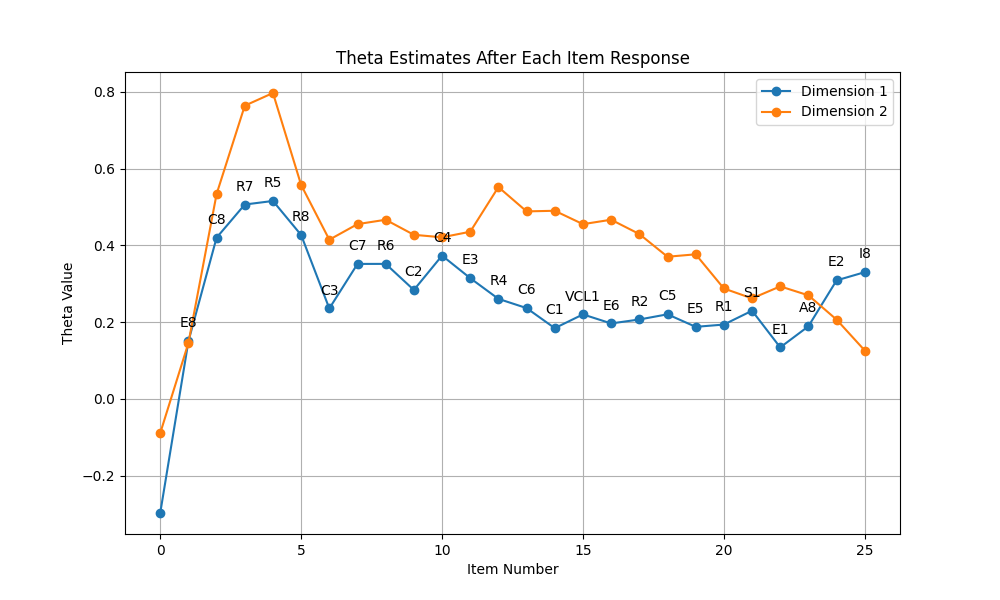 Theta Estimates After Each Item Response
Dimension 1
Dimension 2
Theta Value
0.8
0.6
0.4
0.2
0.0
−0.2
E8
C8
R7
R5
R8
C3
C7
R6
C2
C4
E3
R4
C6
C1
VCL1
E6
R2
C5
E5
R1
S1
E1
A8
E2
I8
0 5 10 15 20 25
Item Number